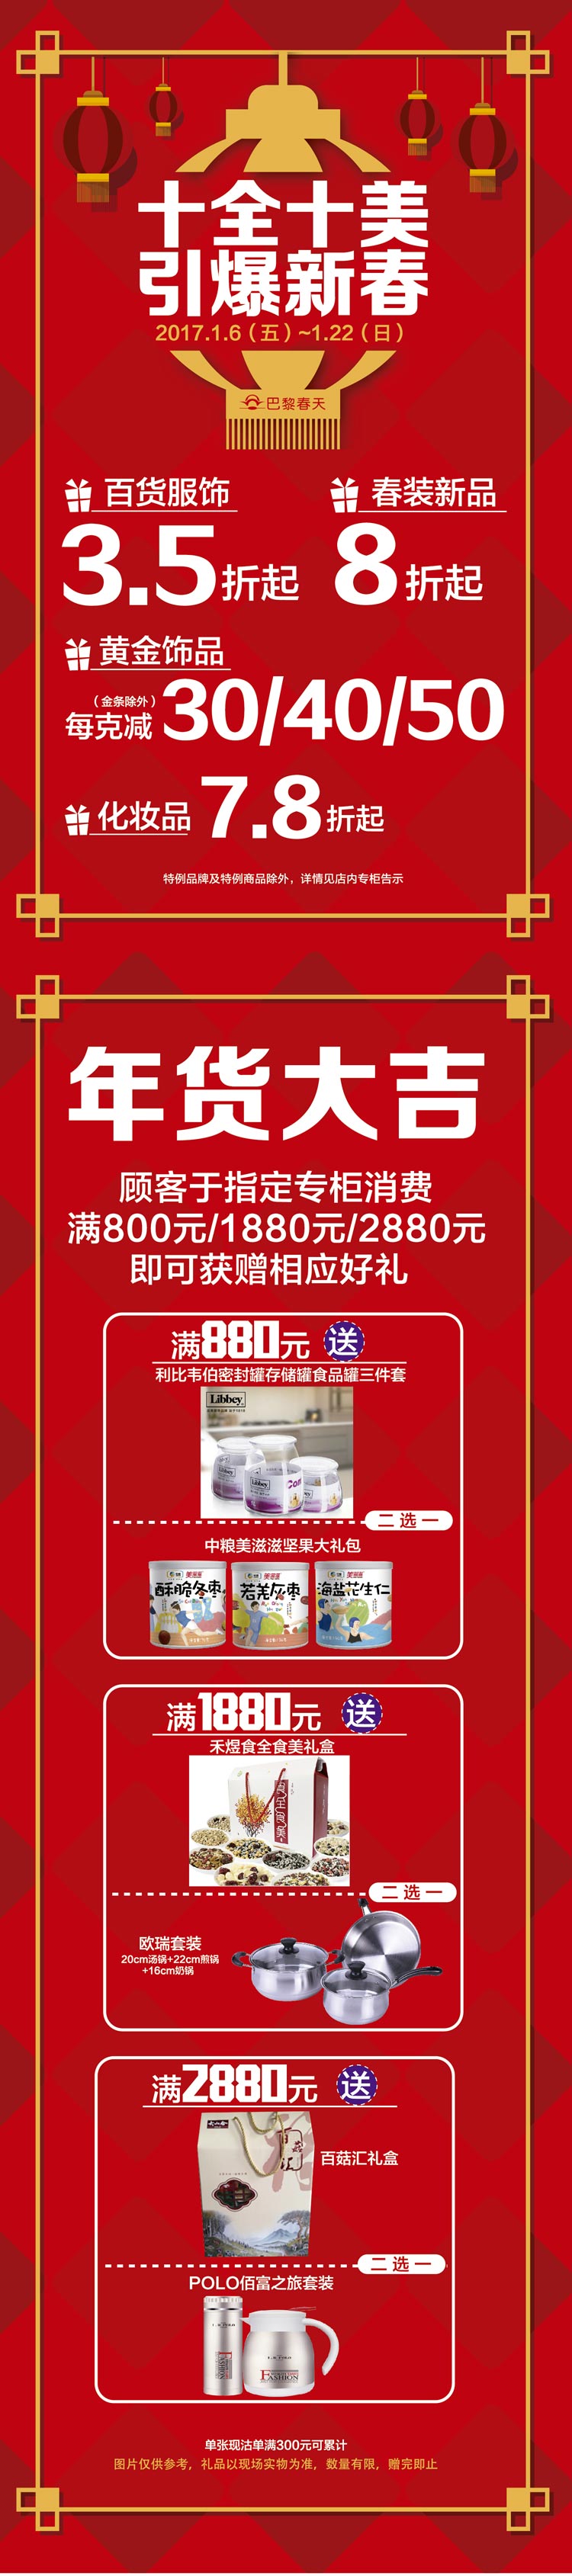 十全十美
引爆新春
2017.1.6（五）~1.22（日）
巴黎春天
百货服饰
3.5折起
春装新品
8折起
黄金饰品
（金条除外）
每克减30/40/50
化妆品7.8折起
特例品牌及特例商品除外，详情见店内专柜告示
年货大吉
顾客于指定专柜消费
满800元/1880元/2880元
即可获赠相应好礼
满880元 送
利比韦伯密封罐存储罐食品罐三件套
Libbey
Libbey
Libbey
Libbey
二选一
中粮美滋滋坚果大礼包
酥脆冬枣
若羌灰枣
海盐花生仁
满1880元 送
禾煜食全食美礼盒
食全食美
二选一
欧瑞套装
20cm汤锅+22cm煎锅
+16cm奶锅
满2880元 送
百菇汇
百菇汇礼盒
二选一
POLO佰富之旅套装
FASHION
FASHION
单张现沽单满300元可累计
图片仅供参考，礼品以现场实物为准，数量有限，赠完即止